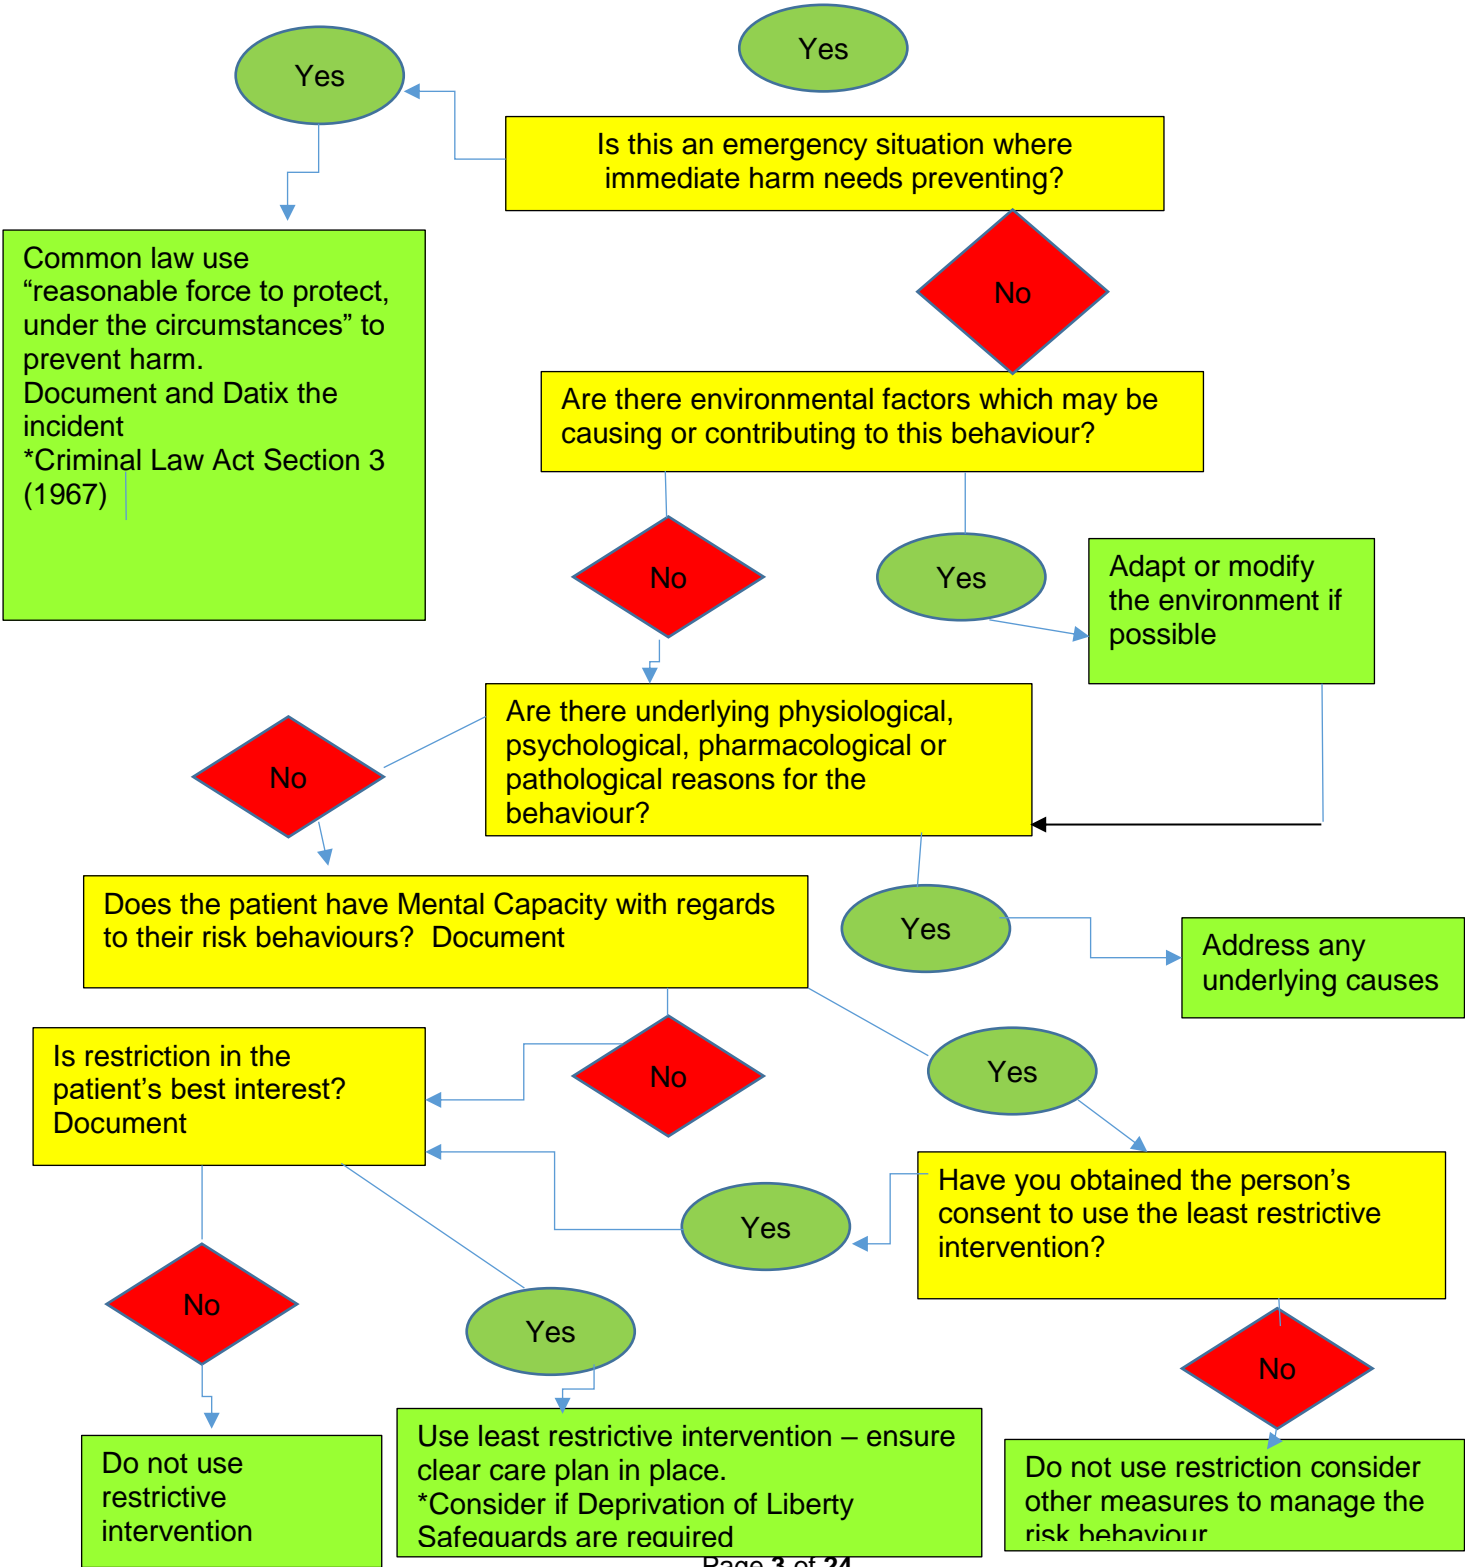 Yes
Yes
Is this an emergency situation where
immediate harm needs preventing?
No
Common law use
“reasonable force to protect,
under the circumstances” to
prevent harm.
Document and Datix the
incident
*Criminal Law Act Section 3
(1967)
Are there environmental factors which may be
causing or contributing to this behaviour?
No
Yes
Adapt or modify
the environment if
possible
Are there underlying physiological,
psychological, pharmacological or
pathological reasons for the
behaviour?
No
Does the patient have Mental Capacity with regards
to their risk behaviours?  Document
Yes
Address any
underlying causes
Is restriction in the
patient’s best interest?
Document
No
Yes
Have you obtained the person’s
consent to use the least restrictive
intervention?
Yes
No
Yes
No
Do not use
restrictive
intervention
Use least restrictive intervention – ensure
clear care plan in place.
*Consider if Deprivation of Liberty
Safeguards are required
Do not use restriction consider
other measures to manage the
risk behaviour
Page 3 of 24